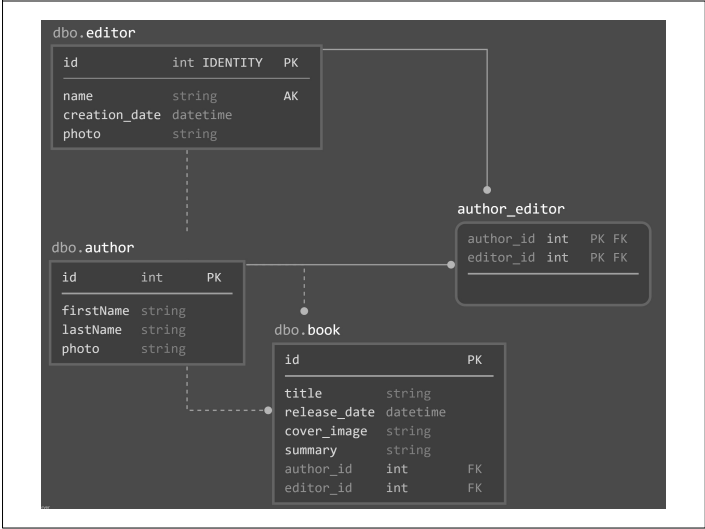 dbo.editor
id int IDENTITY PK
name string AK
creation_date datetime
photo string
author_editor
author_id int PK FK
editor_id int PK FK
dbo.author
id int PK
firstName string
lastName string
photo string
dbo.book
id PK
title string
release_date datetime
cover_image string
summary string
author_id int FK
editor_id int FK